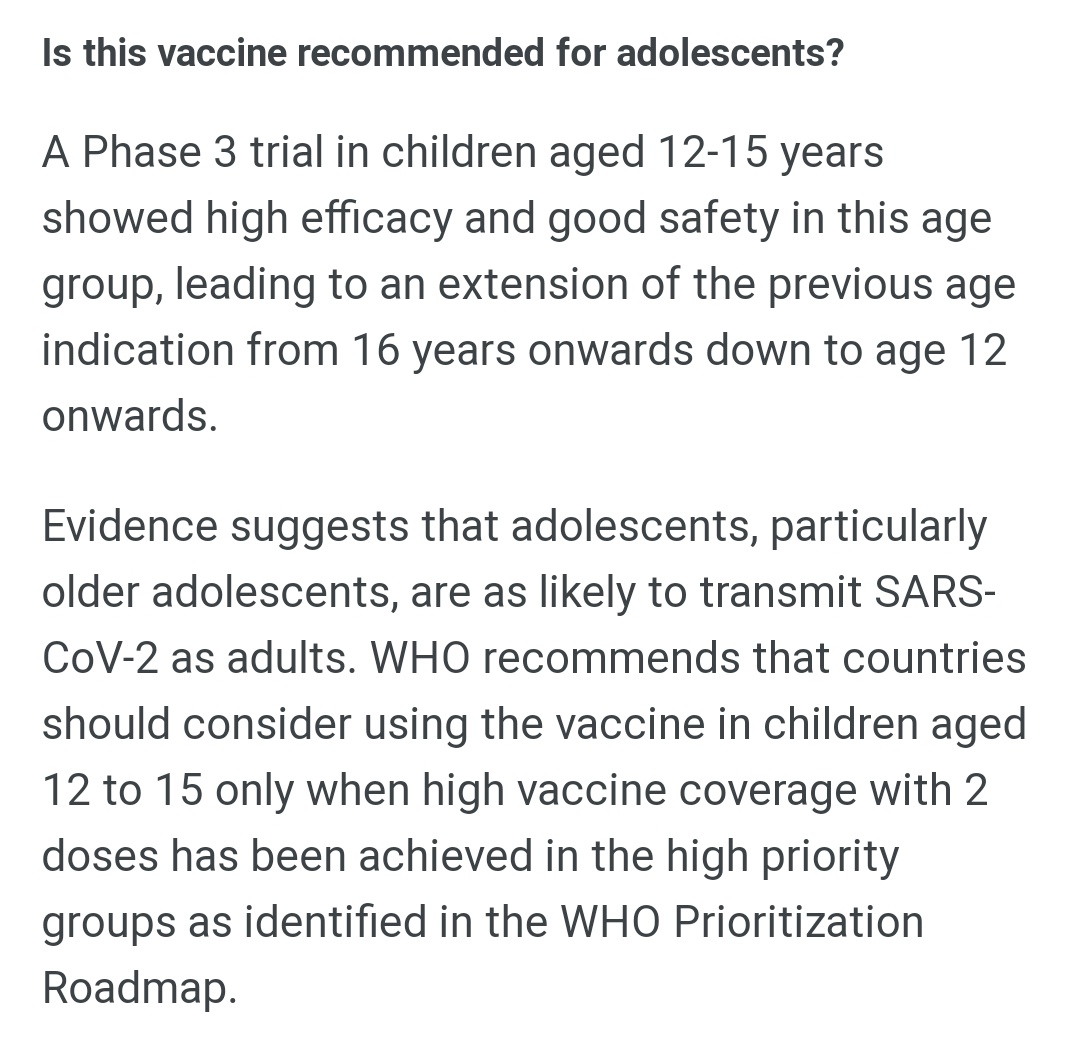 Is this vaccine recommended for adolescents?
A Phase 3 trial in children aged 12-15 years
showed high efficacy and good safety in this age
group, leading to an extension of the previous age
indication from 16 years onwards down to age 12
onwards.
Evidence suggests that adolescents, particularly
older adolescents, are as likely to transmit SARS-
CoV-2 as adults. WHO recommends that countries
should consider using the vaccine in children aged
12 to 15 only when high vaccine coverage with 2
doses has been achieved in the high priority
groups as identified in the WHO Prioritization
Roadmap.